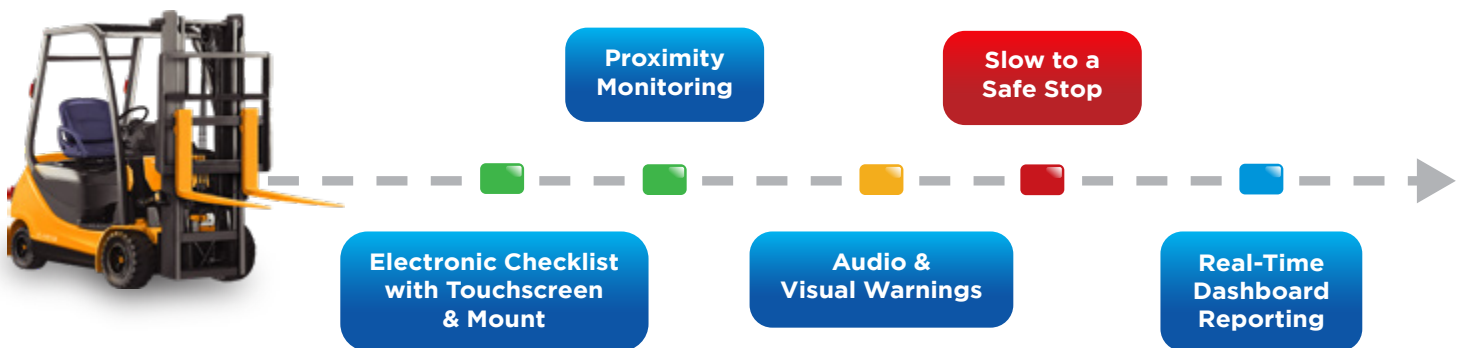 Proximity
Monitoring
Slow to a
Safe Stop
Electronic Checklist
with Touchscreen
& Mount
Audio &
Visual Warnings
Real-Time
Dashboard
Reporting